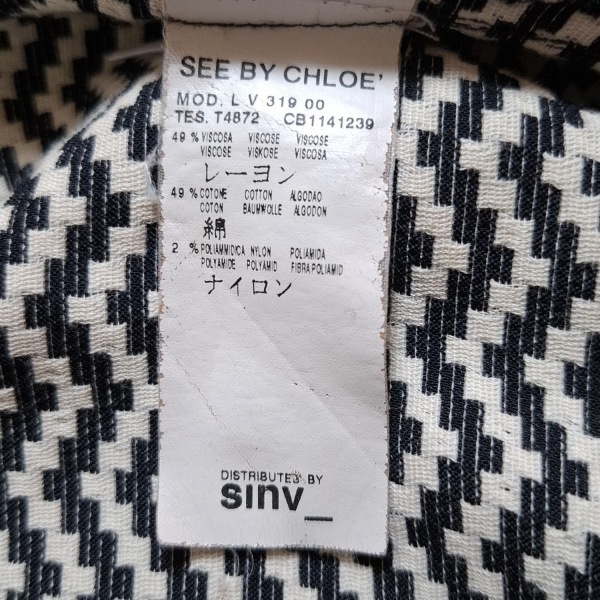 SEE BY CHLOE'
MOD. L V 319 00
TES. T4872 CB1141239
49 % VISCOSA VISCOSE VISCOSE
VISCOSE VISKOSE VISCOSA
レーヨン
49 % COTONE COTTON ALGODAO
COTON BAUMWOLLE ALGODON
綿
2 % POLIAMMIDICA NYLON POLIAMIDA
POLYAMIDE POLYAMID FIBRA POLIAMID
ナイロン
DISTRIBUTED BY
sinv_